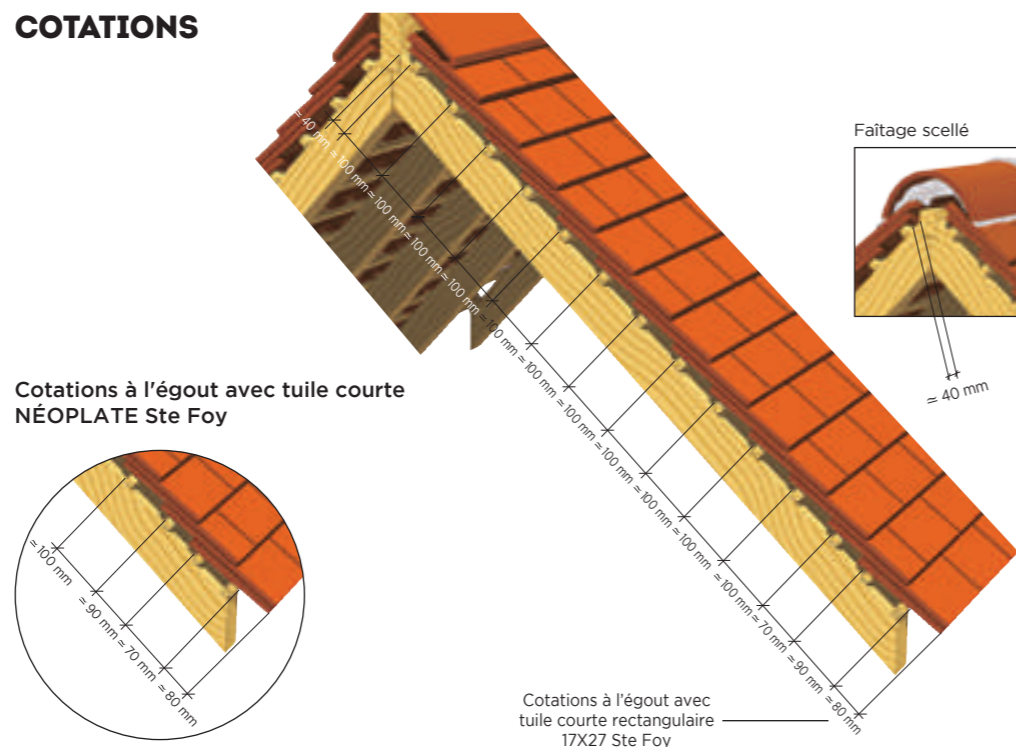 COTATIONS
≃ 40 mm
≃ 100 mm
≃ 100 mm
≃ 100 mm
≃ 100 mm
≃ 100 mm
≃ 100 mm
≃ 100 mm
≃ 100 mm
≃ 100 mm
≃ 100 mm
≃ 100 mm
≃ 70 mm
≃ 90 mm
≃ 80 mm
Faîtage scellé
≃ 40 mm
Cotations à l'égout avec tuile courte
NÉOPLATE Ste Foy
≃ 100 mm
≃ 90 mm
≃ 70 mm
≃ 80 mm
Cotations à l'égout avec
tuile courte rectangulaire
17X27 Ste Foy